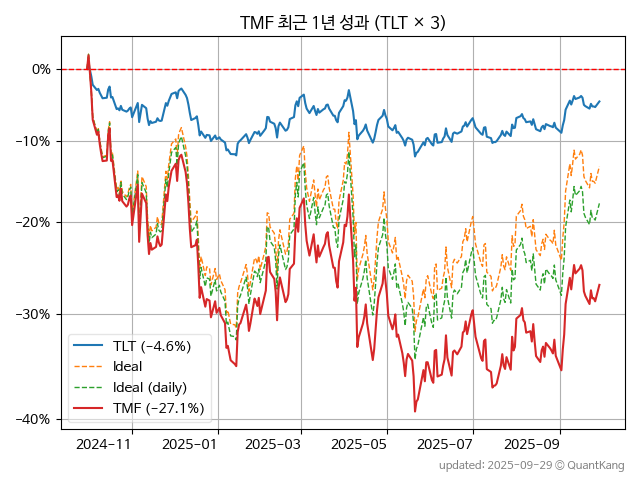 TMF 최근 1년 성과 (TLT × 3)
0%
−10%
−20%
−30%
−40%
TLT (−4.6%)
Ideal
Ideal (daily)
TMF (−27.1%)
2024−11 2025−01 2025−03 2025−05 2025−07 2025−09
updated: 2025-09-29 © QuantKang